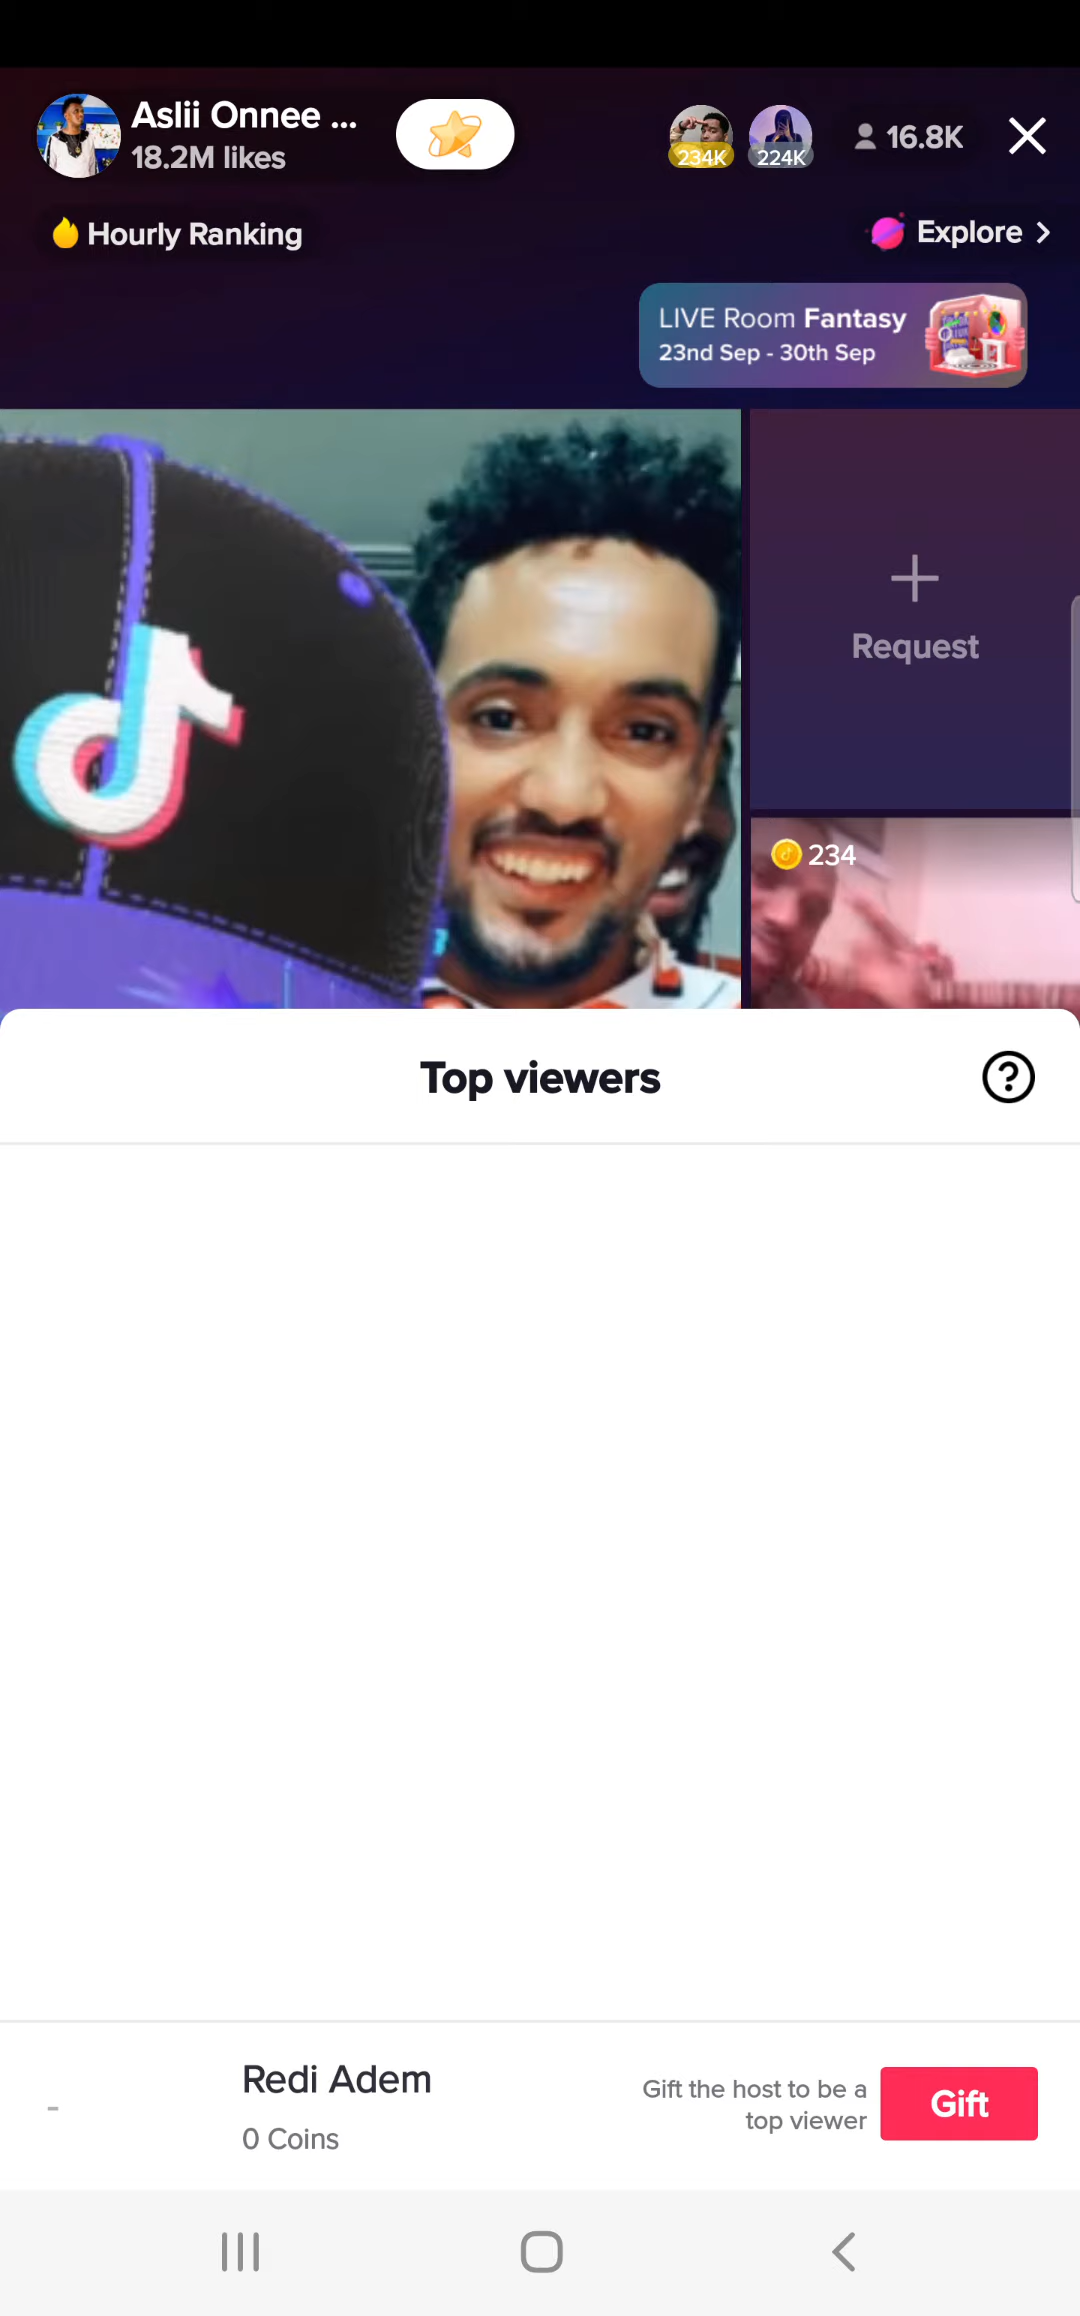 Aslii Onnee ...
18.2M likes
234K
224K
16.8K
Hourly Ranking
Explore >
LIVE Room Fantasy
23nd Sep - 30th Sep
Request
234
Top viewers
?
-
Redi Adem
0 Coins
Gift the host to be a
top viewer
Gift